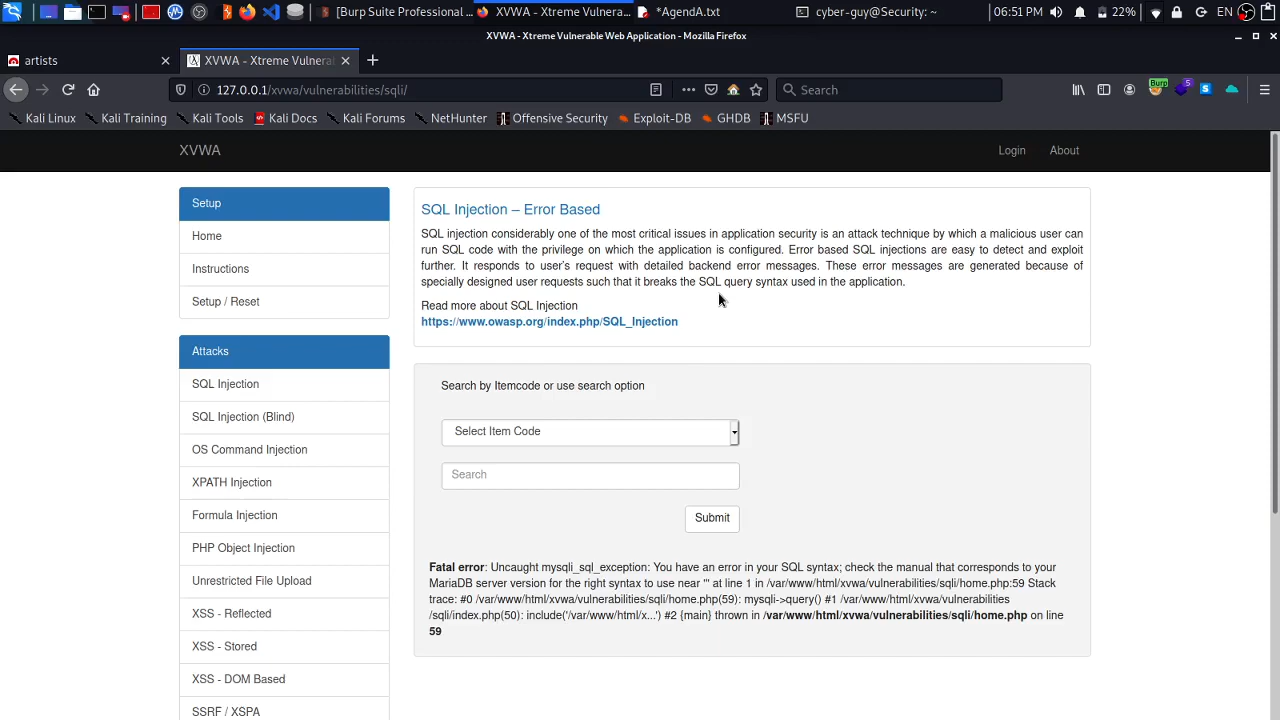 [Burp Suite Professional ...
XVWA - Xtreme Vulnera...
*AgendA.txt
cyber-guy@Security: ~
06:51 PM
22%
EN
XVWA - Xtreme Vulnerable Web Application - Mozilla Firefox
artists
XVWA - Xtreme Vulneral
127.0.0.1/xvwa/vulnerabilities/sqli/
Search
Burp
5
S
Kali Linux
Kali Training
Kali Tools
Kali Docs
Kali Forums
NetHunter
Offensive Security
Exploit-DB
GHDB
MSFU
XVWA
Login
About
Setup
Home
Instructions
Setup / Reset
Attacks
SQL Injection
SQL Injection (Blind)
OS Command Injection
XPATH Injection
Formula Injection
PHP Object Injection
Unrestricted File Upload
XSS - Reflected
XSS - Stored
XSS - DOM Based
SSRF / XSPA
SQL Injection – Error Based
SQL injection considerably one of the most critical issues in application security is an attack technique by which a malicious user can
run SQL code with the privilege on which the application is configured. Error based SQL injections are easy to detect and exploit
further. It responds to user's request with detailed backend error messages. These error messages are generated because of
specially designed user requests such that it breaks the SQL query syntax used in the application.
Read more about SQL Injection
https://www.owasp.org/index.php/SQL_Injection
Search by Itemcode or use search option
Select Item Code
Search
Submit
Fatal error: Uncaught mysqli_sql_exception: You have an error in your SQL syntax; check the manual that corresponds to your
MariaDB server version for the right syntax to use near ''' at line 1 in /var/www/html/xvwa/vulnerabilities/sqli/home.php:59 Stack
trace: #0 /var/www/html/xvwa/vulnerabilities/sqli/home.php(59): mysqli->query() #1 /var/www/html/xvwa/vulnerabilities
/sqli/index.php(50): include('/var/www/html/x...') #2 {main} thrown in /var/www/html/xvwa/vulnerabilities/sqli/home.php on line
59